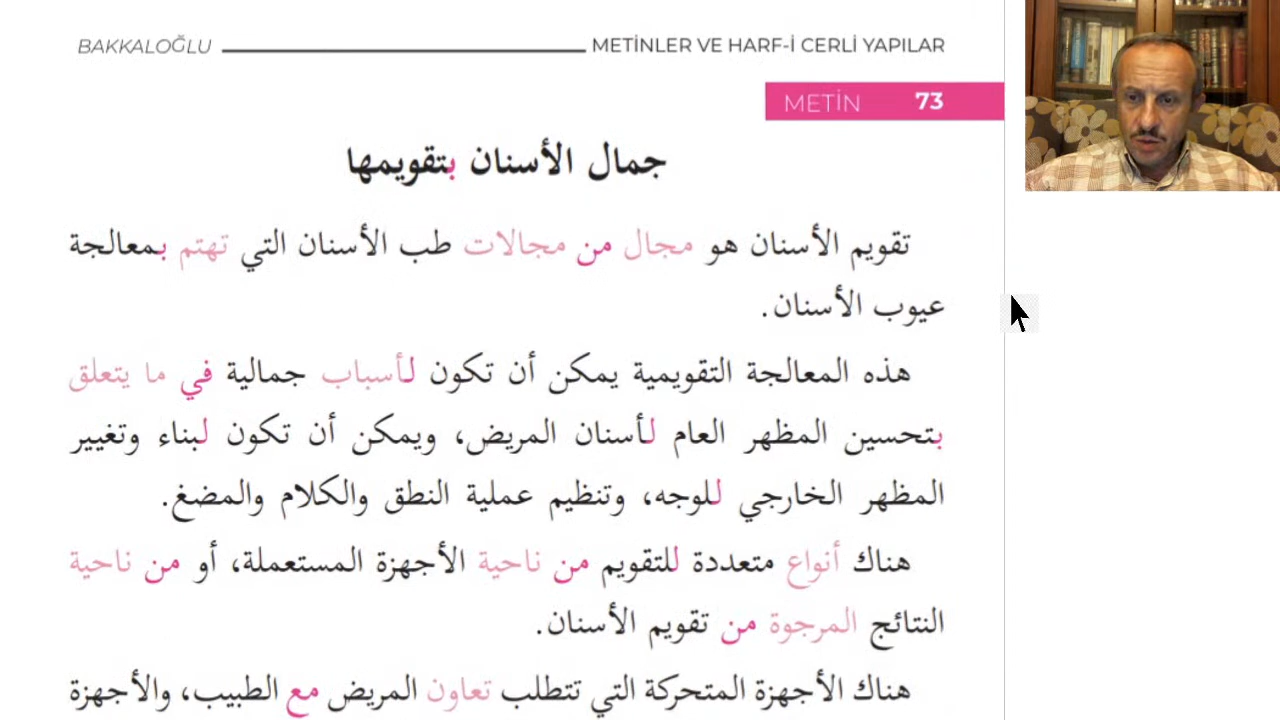 BAKKALOĞLU METİNLER VE HARF-İ CERLİ YAPILAR
METİN 73
جمال الأسنان بتقويمها
تقويم الأسنان هو مجال من مجالات طب الأسنان التي تهتم بمعالجة
عيوب الأسنان.
هذه المعالجة التقويمية يمكن أن تكون لأسباب جمالية في ما يتعلق
بتحسين المظهر العام لأسنان المريض، ويمكن أن تكون لبناء وتغيير
المظهر الخارجي للوجه، وتنظيم عملية النطق والكلام والمضغ.
هناك أنواع متعددة للتقويم من ناحية الأجهزة المستعملة، أو من ناحية
النتائج المرجوة من تقويم الأسنان.
هناك الأجهزة المتحركة التي تتطلب تعاون المريض مع الطبيب، والأجهزة